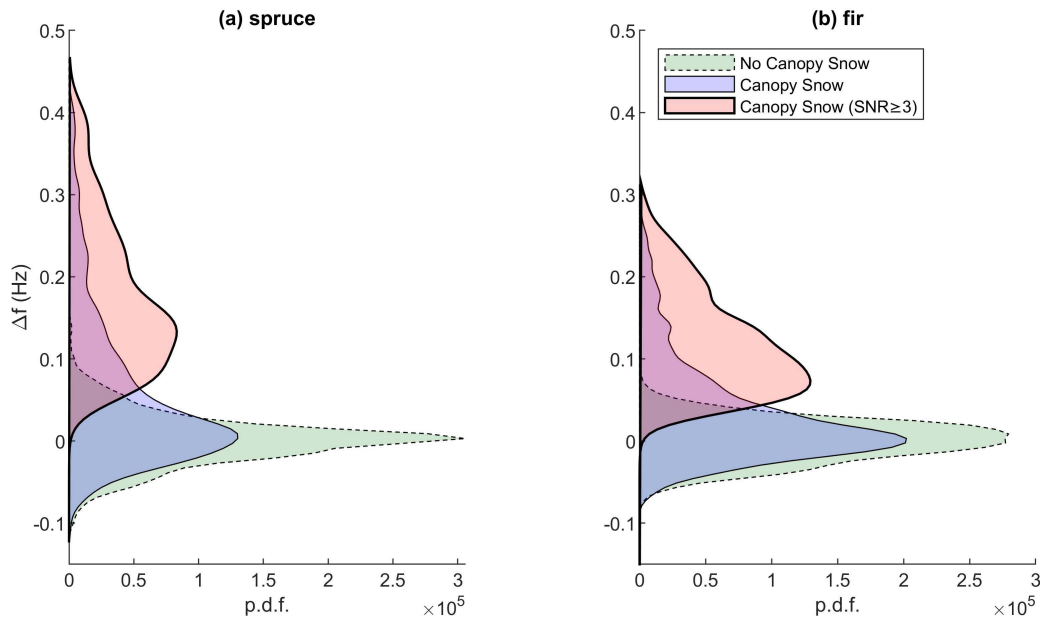 (a) spruce
(b) fir
0.5
0.4
0.3
0.2
0.1
0
-0.1
Δf (Hz)
0 0.5 1 1.5 2 2.5 3
p.d.f.
×10^5
0.5
0.4
0.3
0.2
0.1
0
-0.1
No Canopy Snow
Canopy Snow
Canopy Snow (SNR≥3)
0 0.5 1 1.5 2 2.5 3
p.d.f.
×10^5